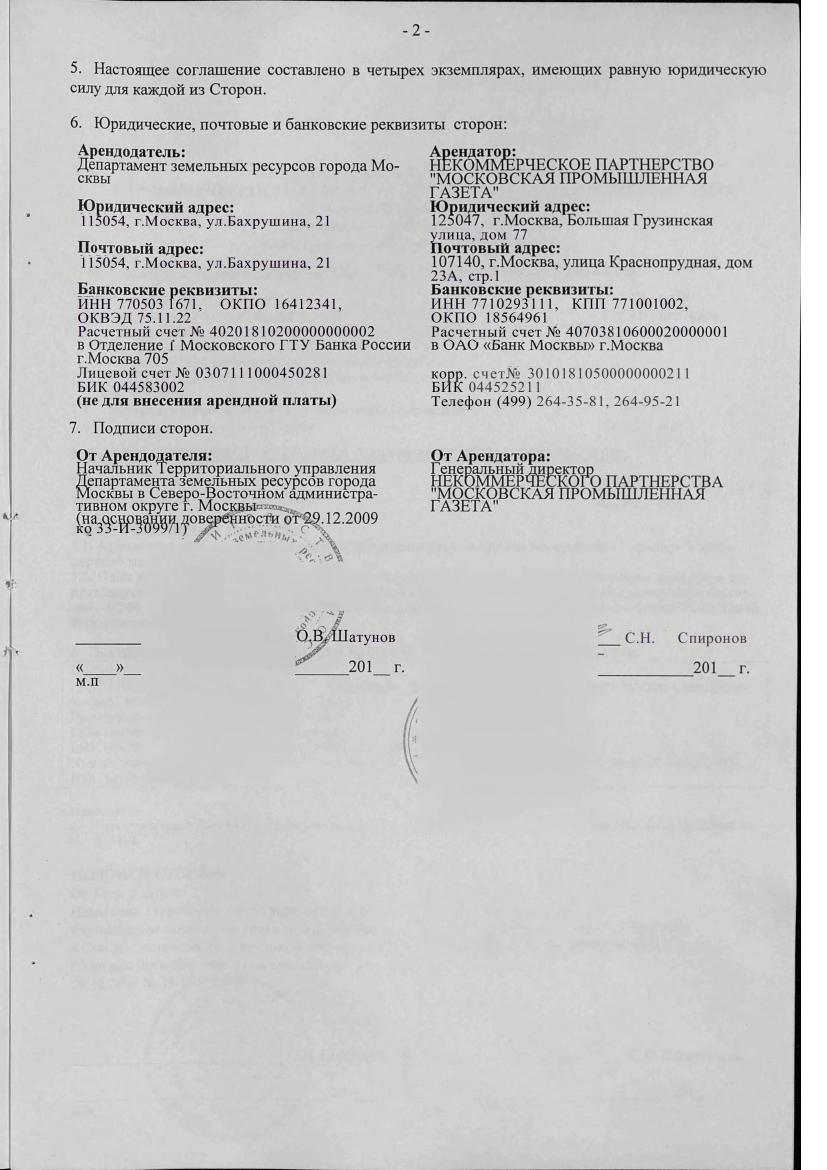 - 2 -
5. Настоящее соглашение составлено в четырех экземплярах, имеющих равную юридическую
силу для каждой из Сторон.
6. Юридические, почтовые и банковские реквизиты сторон:
Арендодатель:
Департамент земельных ресурсов города Мо-
сквы
Юридический адрес:
115054, г.Москва, ул.Бахрушина, 21
Почтовый адрес:
115054, г.Москва, ул.Бахрушина, 21
Банковские реквизиты:
ИНН 770503 1671, ОКПО 16412341,
ОКВЭД 75.11.22
Расчетный счет № 40201810200000000002
в Отделение 1 Московского ГТУ Банка России
г.Москва 705
Лицевой счет № 0307111000450281
БИК 044583002
(не для внесения арендной платы)
Арендатор:
НЕКОММЕРЧЕСКОЕ ПАРТНЕРСТВО
"МОСКОВСКАЯ ПРОМЫШЛЕННАЯ
ГАЗЕТА"
Юридический адрес:
125047, г.Москва, Большая Грузинская
улица, дом 77
Почтовый адрес:
107140, г.Москва, улица Краснопрудная, дом
23А, стр.1
Банковские реквизиты:
ИНН 7710293111, КПП 771001002,
ОКПО 18564961
Расчетный счет № 40703810600020000001
в ОАО «Банк Москвы» г.Москва
корр. счет№ 30101810500000000211
БИК 044525211
Телефон (499) 264-35-81, 264-95-21
7. Подписи сторон.
От Арендодателя:
Начальник Территориального управления
Департамента земельных ресурсов города
Москвы в Северо-Восточном администра-
тивном округе г. Москвы
(на основании доверенности от 29.12.2009
ко 33-И-3099/1)
земельных
О.В. Шатунов
«____»__ ______201__ г.
м.п
От Арендатора:
Генеральный директор
НЕКОММЕРЧЕСКОГО ПАРТНЕРСТВА
"МОСКОВСКАЯ ПРОМЫШЛЕННАЯ
ГАЗЕТА"
С.Н. Спиронов
___________201__ г.